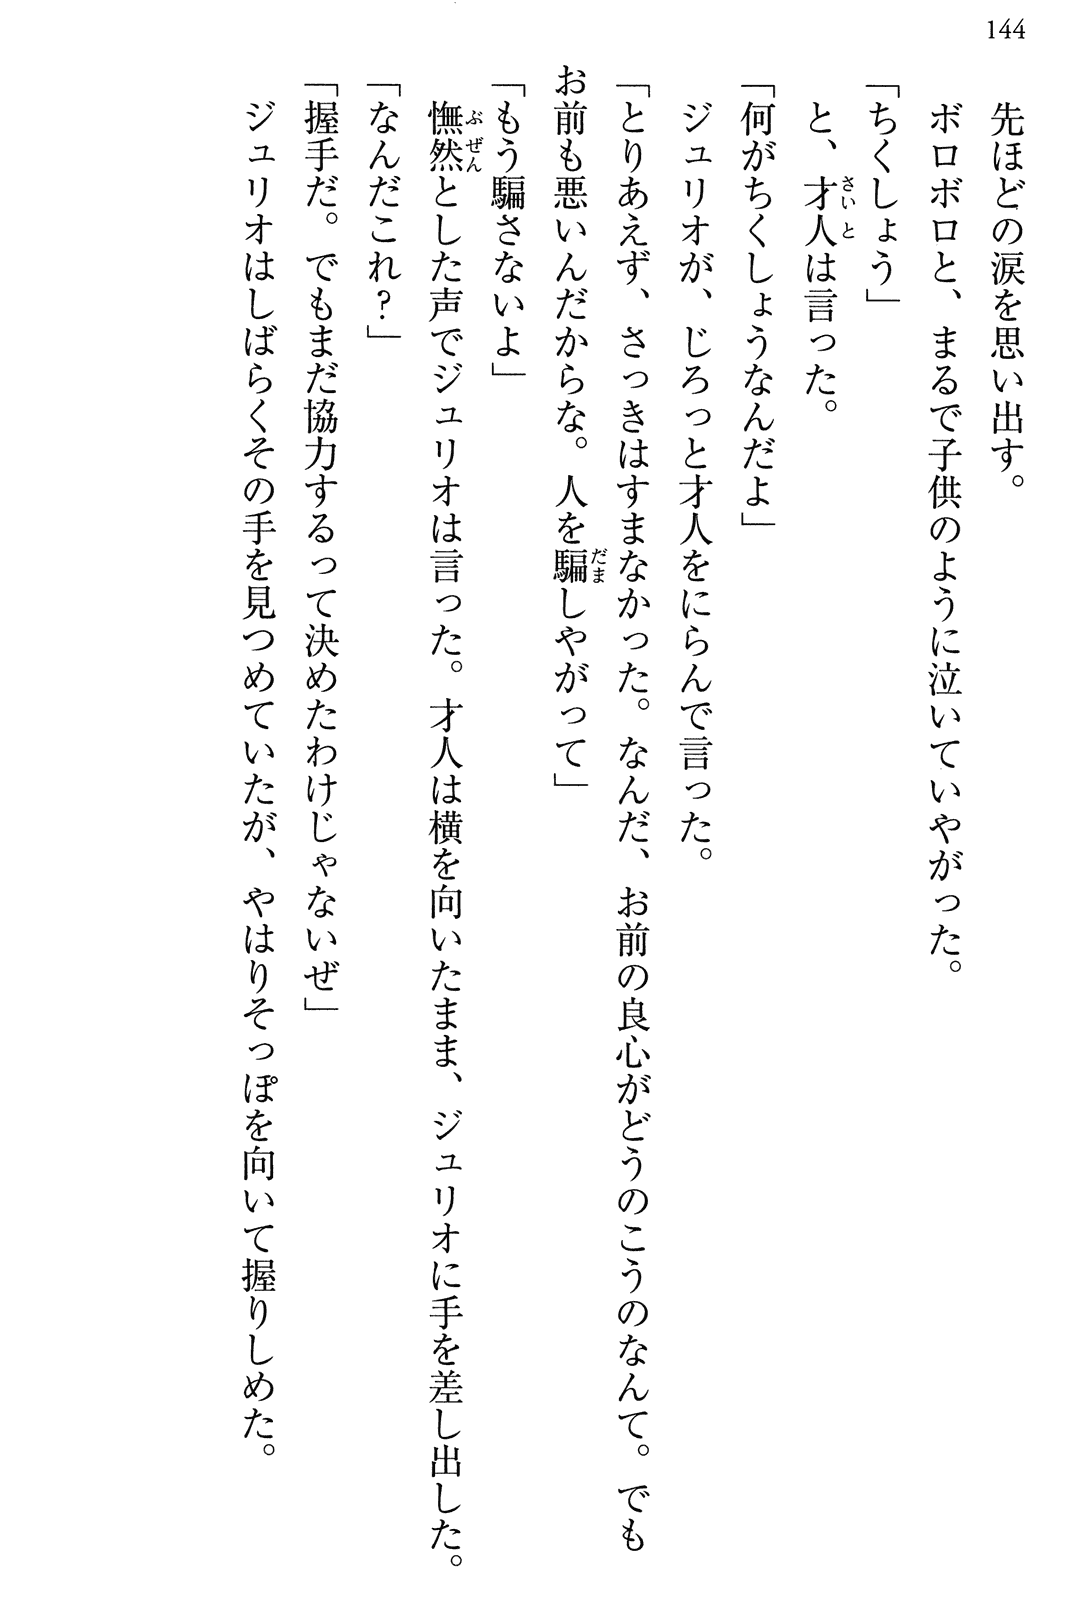 144
先ほどの涙を思い出す。
ボロボロと、まるで子供のように泣いていやがった。
「ちくしょう」
と、才人は言った。
「何がちくしょうなんだよ」
ジュリオが、じろっと才人をにらんで言った。
「とりあえず、さっきはすまなかった。なんだ、お前の良心がどうのこうのなんて。でも
お前も悪いんだからな。人を騙しやがって」
「もう騙さないよ」
憮然とした声でジュリオは言った。才人は横を向いたまま、ジュリオに手を差し出した。
「なんだこれ?」
「握手だ。でもまだ協力するって決めたわけじゃないぜ」
ジュリオはしばらくその手を見つめていたが、やはりそっぽを向いて握りしめた。